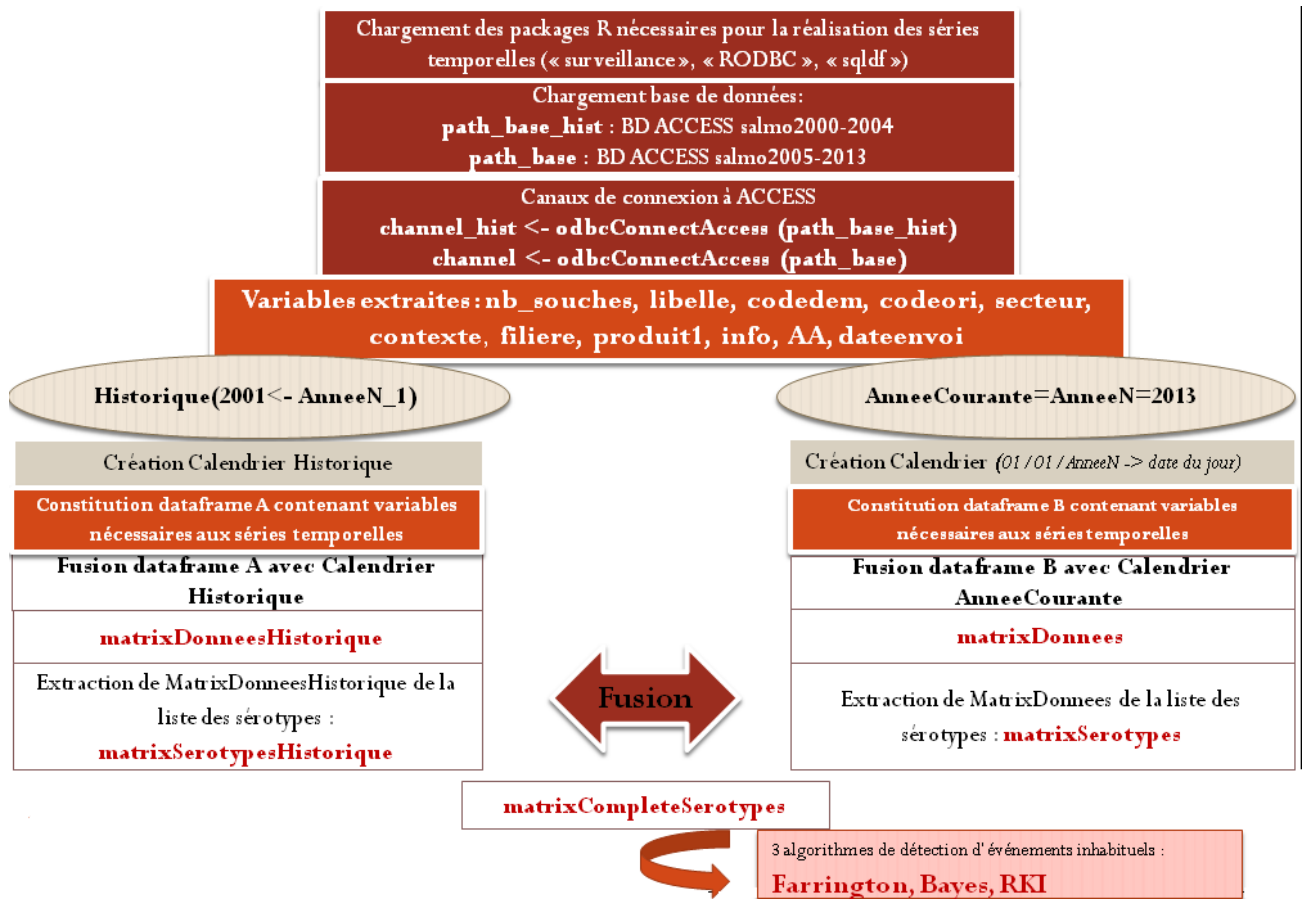 Chargement des packages R nécessaires pour la réalisation des séries
temporelles (« surveillance », « RODBC », « sqldf »)
Chargement base de données:
path_base_hist : BD ACCESS salmo2000-2004
path_base : BD ACCESS salmo2005-2013
Canaux de connexion à ACCESS
channel_hist <- odbcConnectAccess (path_base_hist)
channel <- odbcConnectAccess (path_base)
Variables extraites : nb_souches, libelle, codedem, codeori, secteur,
contexte, filiere, produit1, info, AA, dateenvoi
Historique(2001<- AnneeN_1)
Création Calendrier Historique
Constitution dataframe A contenant variables
nécessaires aux séries temporelles
Fusion dataframe A avec Calendrier
Historique
matrixDonneesHistorique
Extraction de MatrixDonneesHistorique de la
liste des sérotypes :
matrixSerotypesHistorique
AnneeCourante=AnneeN=2013
Création Calendrier (01/01/AnneeN -> date du jour)
Constitution dataframe B contenant variables
nécessaires aux séries temporelles
Fusion dataframe B avec Calendrier
AnneeCourante
matrixDonnees
Extraction de MatrixDonnees de la liste des
sérotypes : matrixSerotypes
Fusion
matrixCompleteSerotypes
3 algorithmes de détection d'événements inhabituels :
Farrington, Bayes, RKI